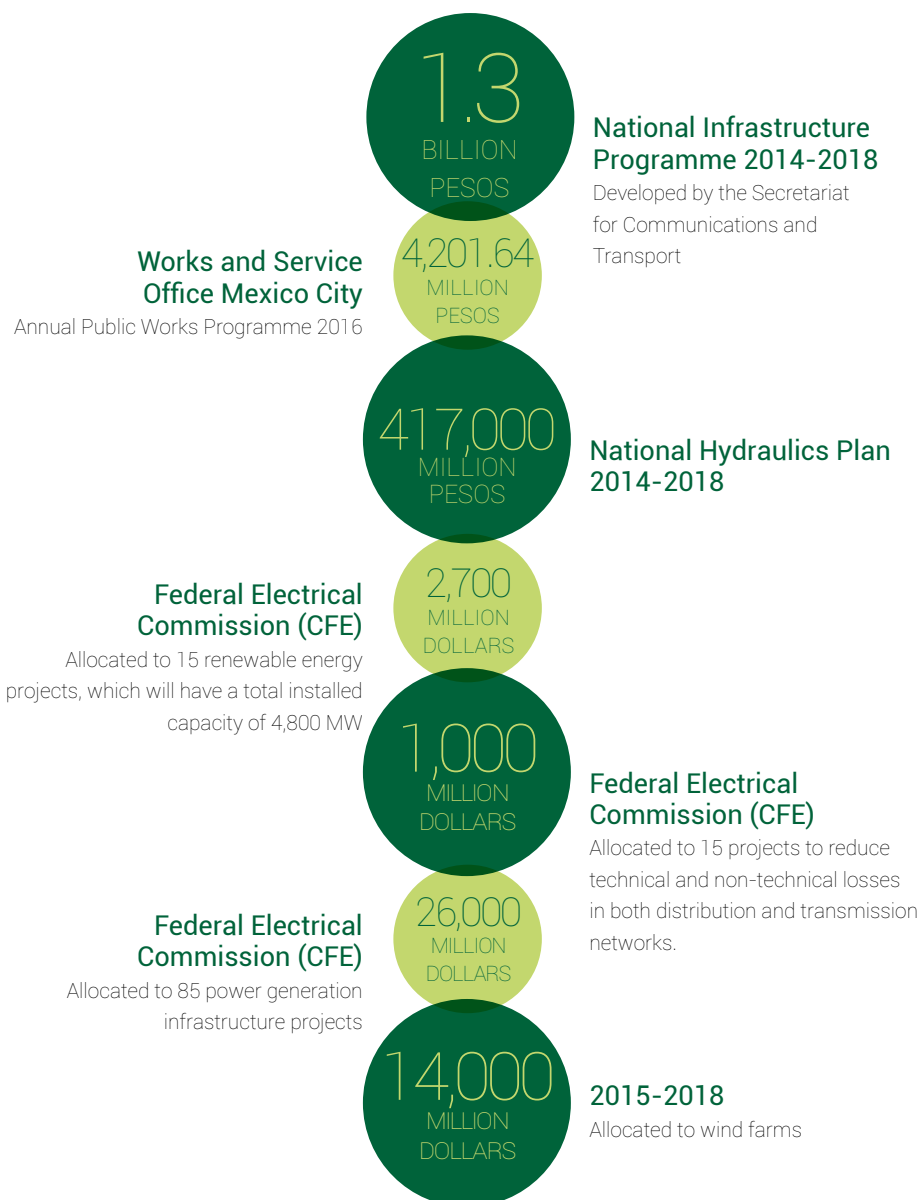 1.3
BILLION
PESOS
National Infrastructure
Programme 2014-2018
Developed by the Secretariat
for Communications and
Transport
Works and Service
Office Mexico City
Annual Public Works Programme 2016
4,201.64
MILLION
PESOS
417,000
MILLION
PESOS
National Hydraulics Plan
2014-2018
Federal Electrical
Commission (CFE)
Allocated to 15 renewable energy
projects, which will have a total installed
capacity of 4,800 MW
2,700
MILLION
DOLLARS
1,000
MILLION
DOLLARS
Federal Electrical
Commission (CFE)
Allocated to 15 projects to reduce
technical and non-technical losses
in both distribution and transmission
networks.
Federal Electrical
Commission (CFE)
Allocated to 85 power generation
infrastructure projects
26,000
MILLION
DOLLARS
14,000
MILLION
DOLLARS
2015-2018
Allocated to wind farms